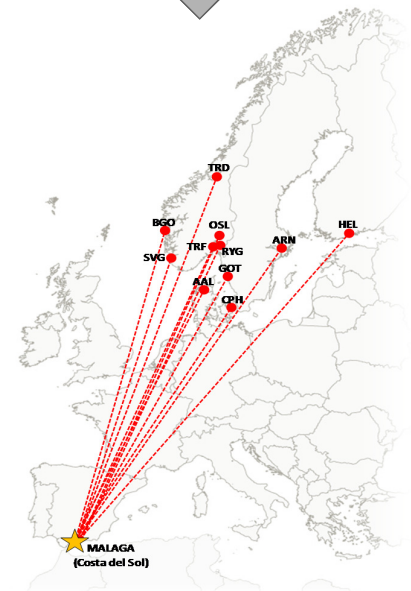 TRD
BGO
OSL
HEL
ARN
TRF
RYG
SVG
GOT
AAL
CPH
MALAGA
(Costa del Sol)